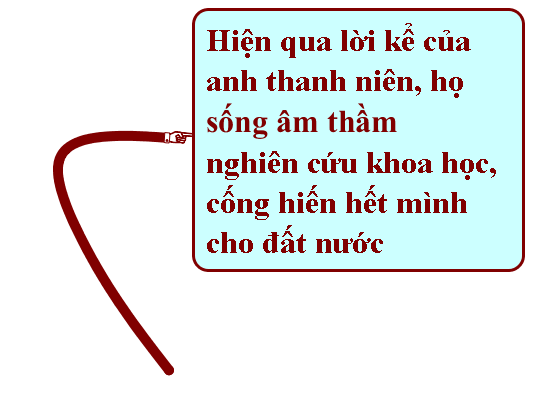 Hiện qua lời kể của
anh thanh niên, họ
sống âm thầm
nghiên cứu khoa học,
cống hiến hết mình
cho đất nước